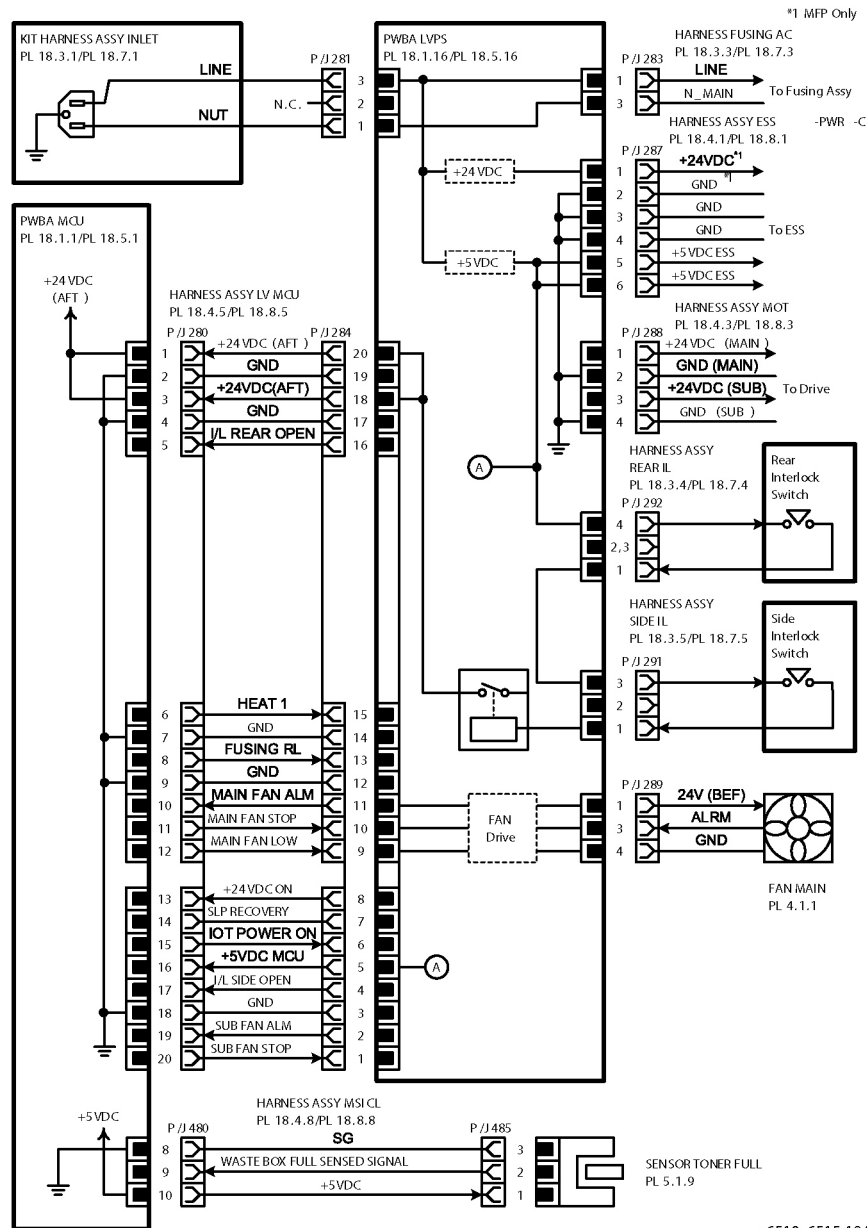 *1 MFP Only
KIT HARNESS ASSY INLET
PL 18.3.1/PL 18.7.1
LINE
NUT
N.C.
P /J 281
3
2
1
PWBA LVPS
PL 18.1.16/PL 18.5.16
HARNESS FUSING AC
PL 18.3.3/PL 18.7.3
P /J 283
1
3
LINE
N_MAIN
To Fusing Assy
HARNESS ASSY ESS -PWR -C
PL 18.4.1/PL 18.8.1
P /J 287
+24 VDC
+5 VDC
1
2
3
4
5
6
+24VDC*1
GND *1
GND
GND
+5 VDC ESS
+5 VDC ESS
To ESS
HARNESS ASSY MOT
PL 18.4.3/PL 18.8.3
P /J 288
1
2
3
4
+24 VDC (MAIN )
GND (MAIN)
+24VDC (SUB)
GND (SUB )
To Drive
PWBA MCU
PL 18.1.1/PL 18.5.1
+24 VDC
(AFT )
HARNESS ASSY LV MCU
PL 18.4.5/PL 18.8.5
P /J 280
P /J 284
1 +24 VDC (AFT ) 20
2 GND 19
3 +24VDC(AFT) 18
4 GND 17
5 I/L REAR OPEN 16
A
HARNESS ASSY
REAR IL
PL 18.3.4/PL 18.7.4
P /J 292
4
2,3
1
Rear
Interlock
Switch
HARNESS ASSY
SIDE IL
PL 18.3.5/PL 18.7.5
P /J 291
3
2
1
Side
Interlock
Switch
6 HEAT 1 15
7 GND 14
8 FUSING RL 13
9 GND 12
10 MAIN FAN ALM 11
11 MAIN FAN STOP 10
12 MAIN FAN LOW 9
FAN
Drive
P /J 289
1
3
4
24V (BEF)
ALRM
GND
FAN MAIN
PL 4.1.1
13 +24 VDC ON 8
14 SLP RECOVERY 7
15 IOT POWER ON 6
16 +5VDC MCU 5
17 I/L SIDE OPEN 4
18 GND 3
19 SUB FAN ALM 2
20 SUB FAN STOP 1
A
HARNESS ASSY MSI CL
PL 18.4.8/PL 18.8.8
+5 VDC
P /J 480
P /J 485
8 SG 3
9 WASTE BOX FULL SENSED SIGNAL 2
10 +5VDC 1
SENSOR TONER FULL
PL 5.1.9